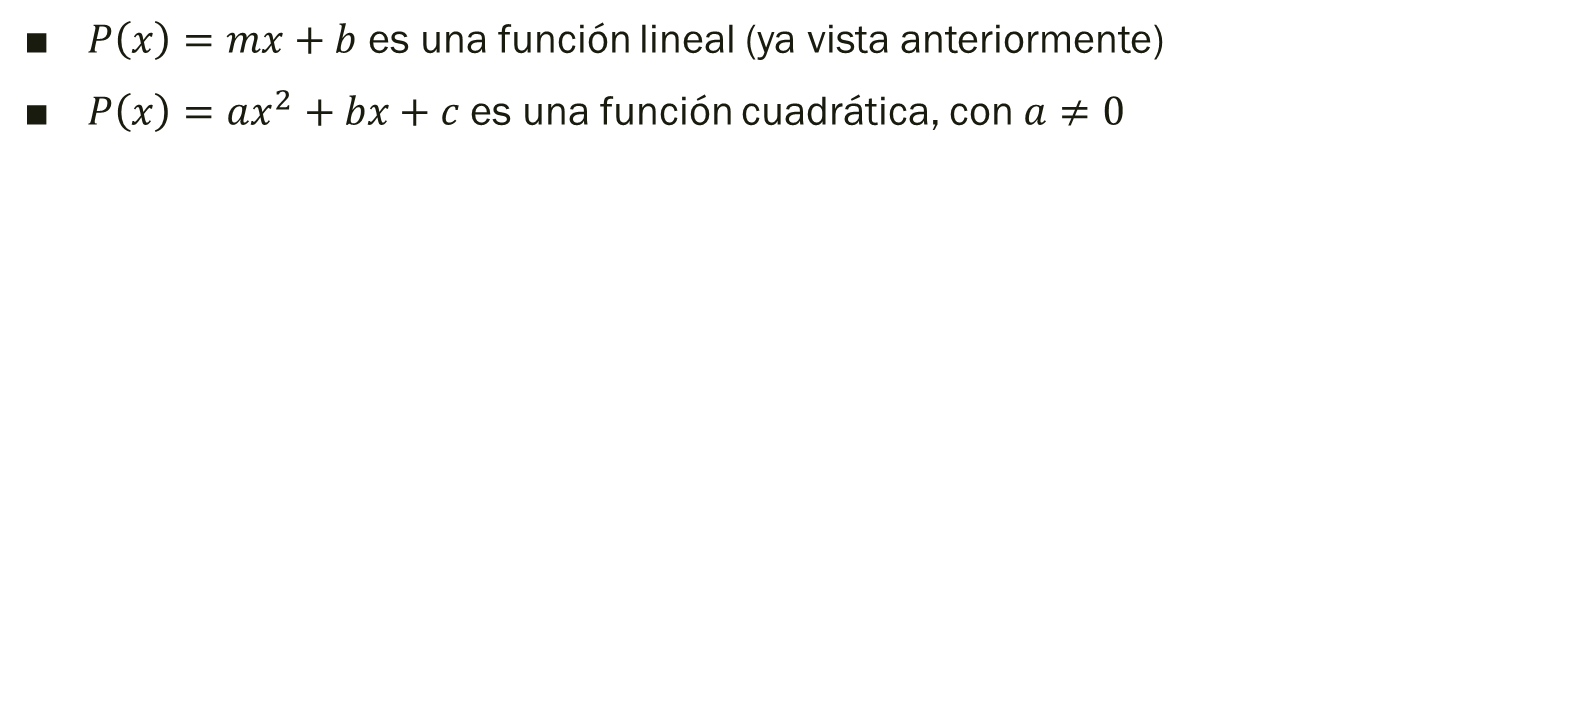 ■ P(x) = mx + b es una función lineal (ya vista anteriormente)
■ P(x) = ax² + bx + c es una función cuadrática, con a ≠ 0